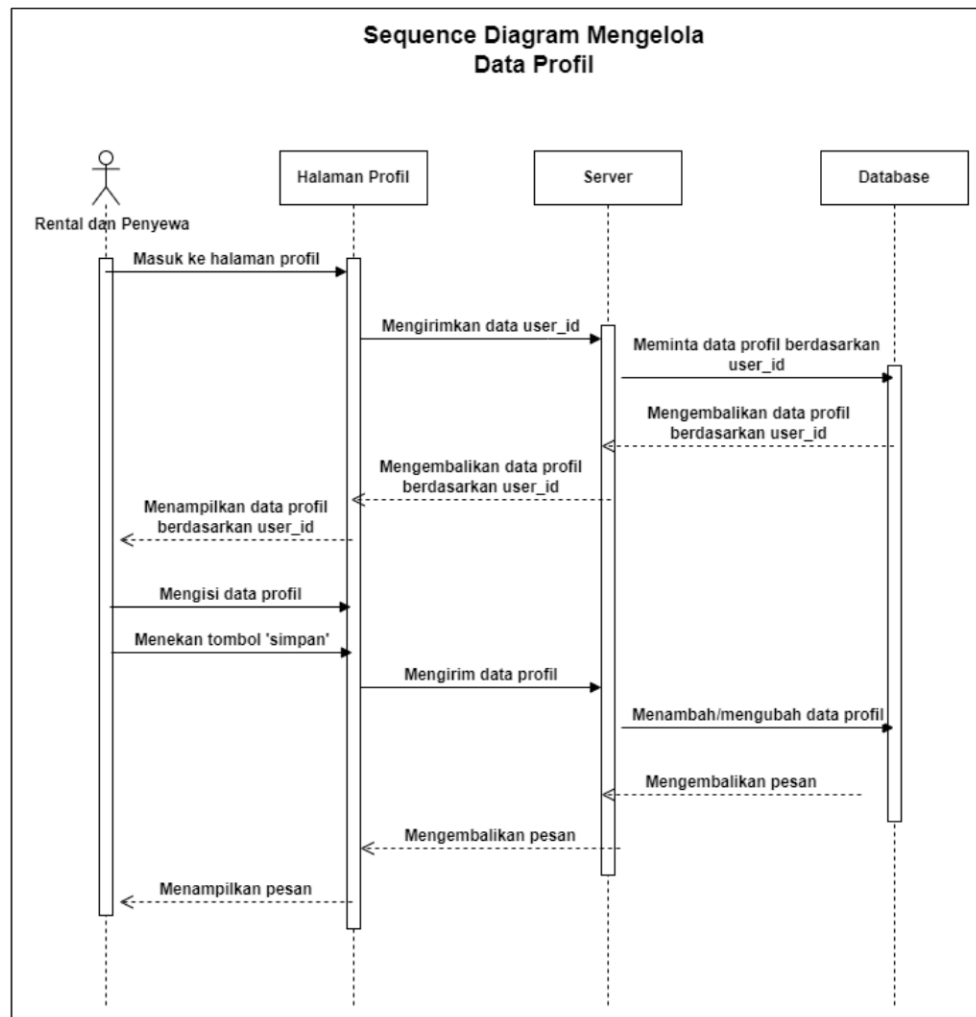 Sequence Diagram Mengelola
Data Profil
Halaman Profil
Server
Database
Rental dan Penyewa
Masuk ke halaman profil
Mengirimkan data user_id
Meminta data profil berdasarkan
user_id
Mengembalikan data profil
berdasarkan user_id
Mengembalikan data profil
berdasarkan user_id
Menampilkan data profil
berdasarkan user_id
Mengisi data profil
Menekan tombol 'simpan'
Mengirim data profil
Menambah/mengubah data profil
Mengembalikan pesan
Mengembalikan pesan
Menampilkan pesan